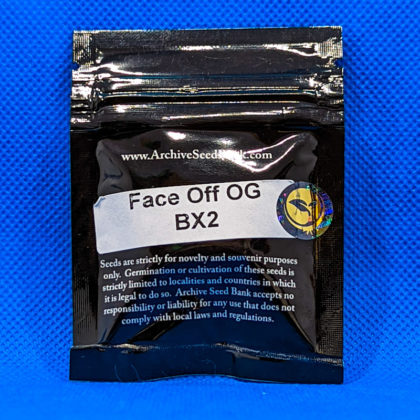 www.ArchiveSeedBank.com
Face Off OG
BX2
Seeds are strictly for novelty and souvenir purposes
only. Germination or cultivation of these seeds is
strictly limited to localities and countries in which
it is legal to do so. Archive Seed Bank accepts no
responsibility or liability for any use that does not
comply with local laws and regulations.